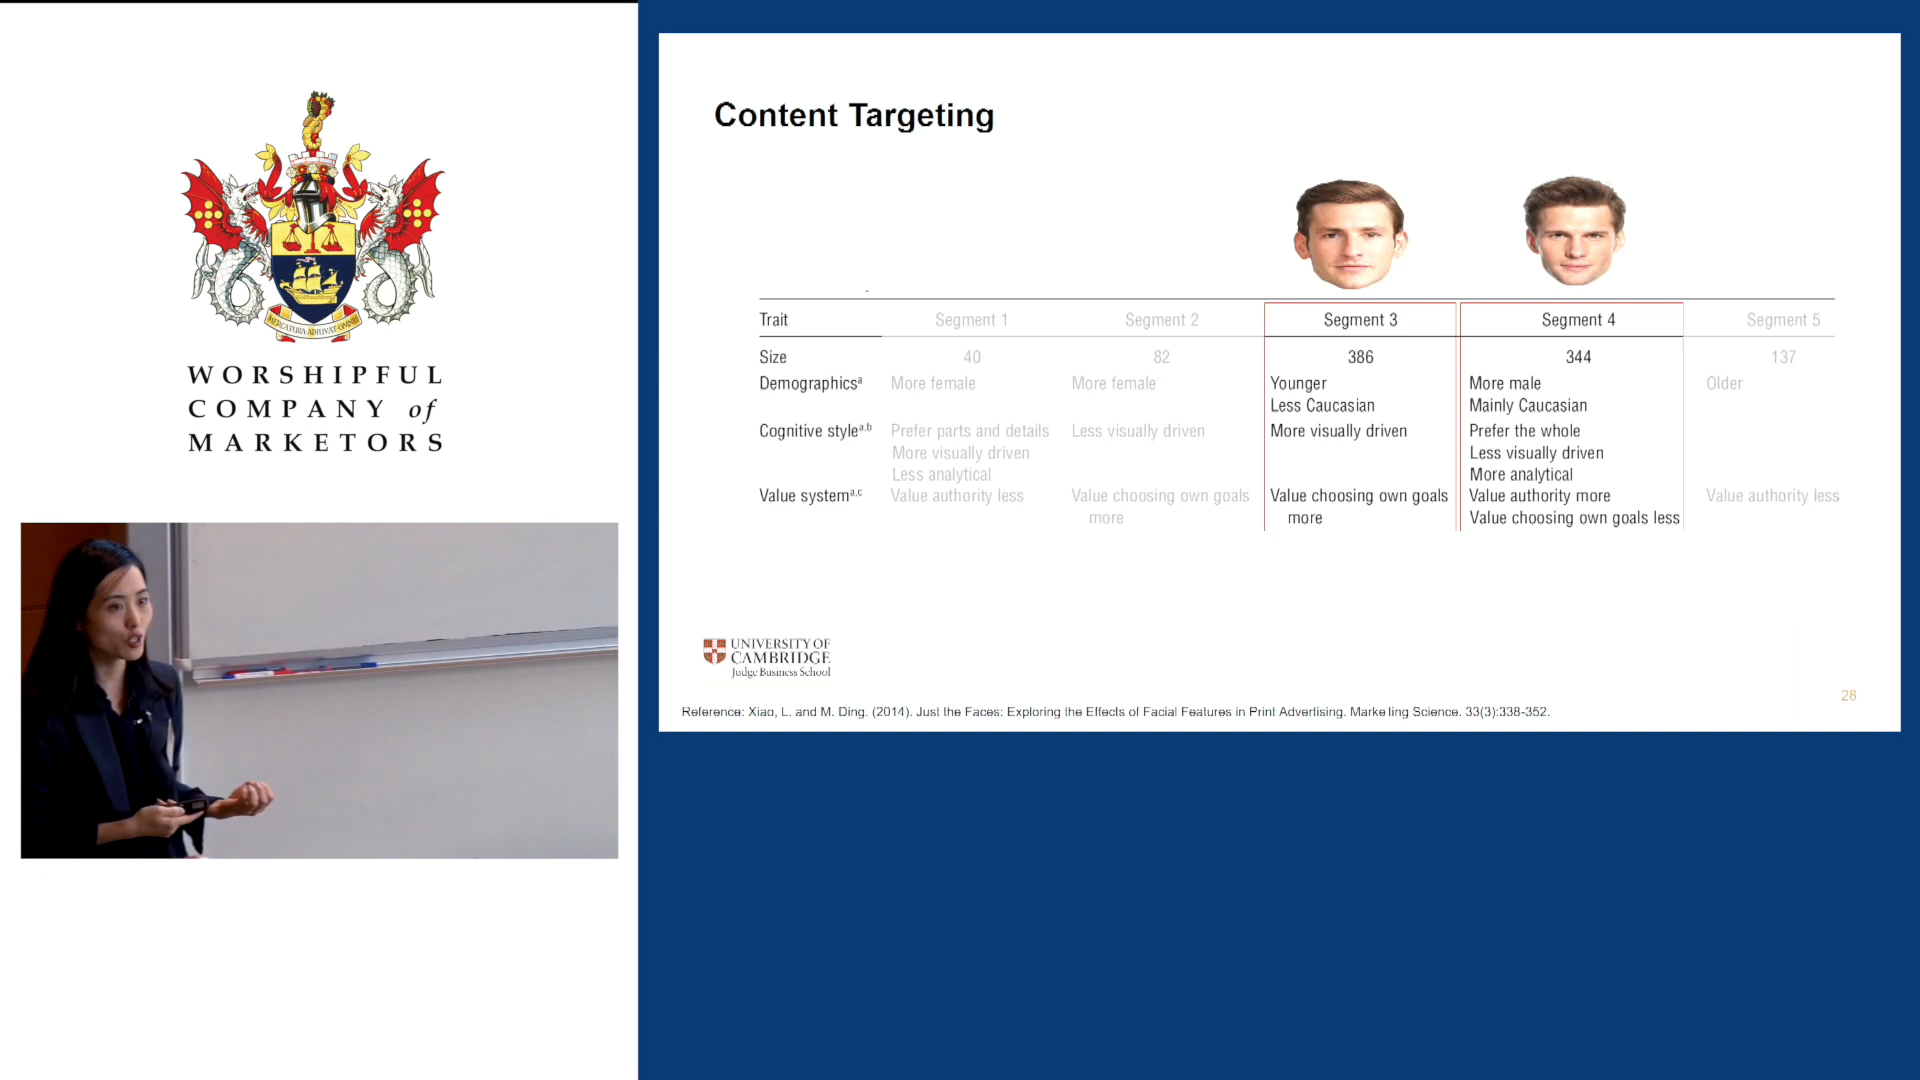 WORSHIPFUL
COMPANY of
MARKETORS
MERCATURA ADIUVAT OMNES
Content Targeting
Trait Segment 1 Segment 2 Segment 3 Segment 4 Segment 5
Size 40 82 386 344 137
Demographicsª More female More female Younger More male Older
Less Caucasian Mainly Caucasian
Cognitive styleª,ᵇ Prefer parts and details Less visually driven More visually driven Prefer the whole
More visually driven Less visually driven
Less analytical More analytical
Value systemª,ᶜ Value authority less Value choosing own goals Value choosing own goals Value authority more Value authority less
more more Value choosing own goals less
UNIVERSITY OF
CAMBRIDGE
Judge Business School
28
Reference: Xiao, L. and M. Ding. (2014). Just the Faces: Exploring the Effects of Facial Features in Print Advertising. Marketing Science. 33(3):338-352.